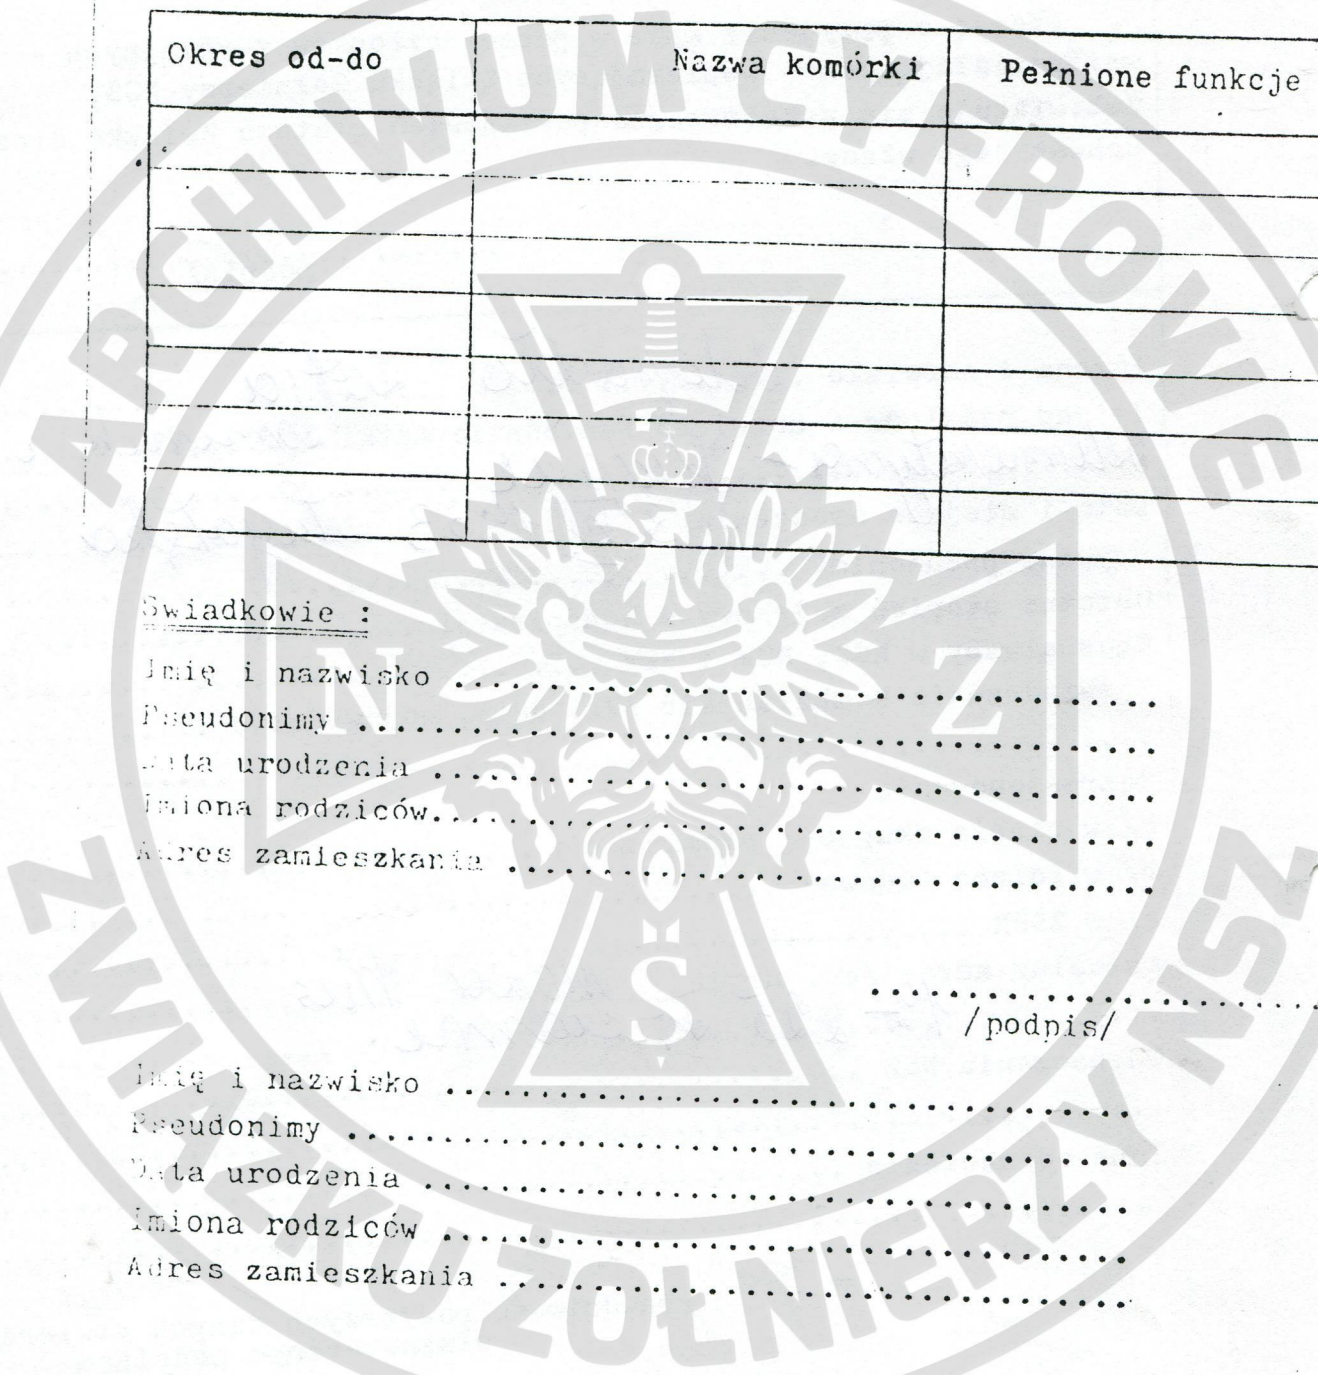 Okres od-do Nazwa komórki Pełnione funkcje
Swiadkowie :
Imię i nazwisko ..........................................
Pseudonimy ..........................................
Data urodzenia ..........................................
Imiona rodziców..........................................
Adres zamieszkania ..........................................
..........................................
/podpis/
Imię i nazwisko ..........................................
Pseudonimy ..........................................
Data urodzenia ..........................................
Imiona rodziców ..........................................
Adres zamieszkania ..........................................
ARCHIWUM CYFROWE
ZWIĄZKU ŻOŁNIERZY NSZ
N Z
S